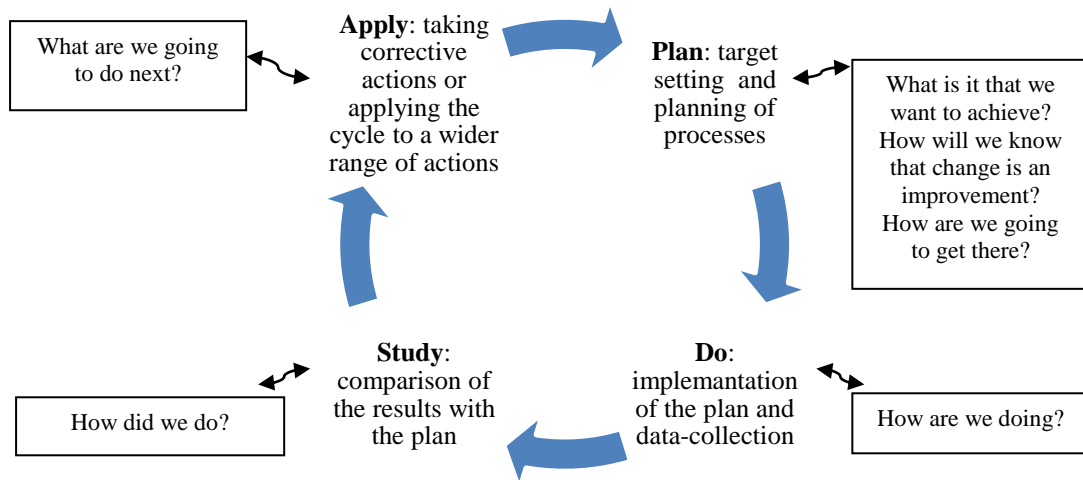 What are we going
to do next?
Apply: taking
corrective
actions or
applying the
cycle to a wider
range of actions
Plan: target
setting and
planning of
processes
What is it that we
want to achieve?
How will we know
that change is an
improvement?
How are we going
to get there?
Study:
comparison of
the results with
the plan
How did we do?
Do:
implemantation
of the plan and
data-collection
How are we doing?